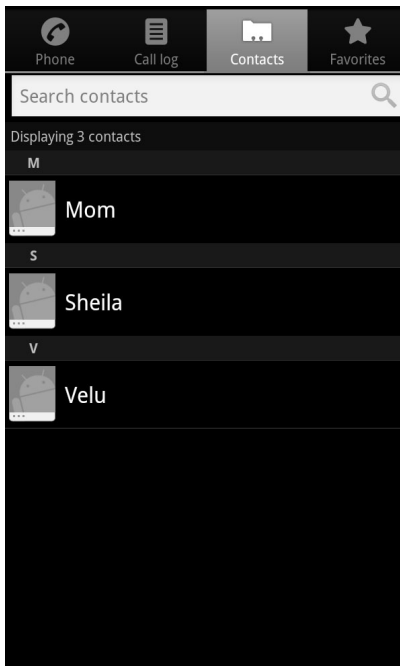 Phone Call log Contacts Favorites
Search contacts
Displaying 3 contacts
M
Mom
S
Sheila
V
Velu